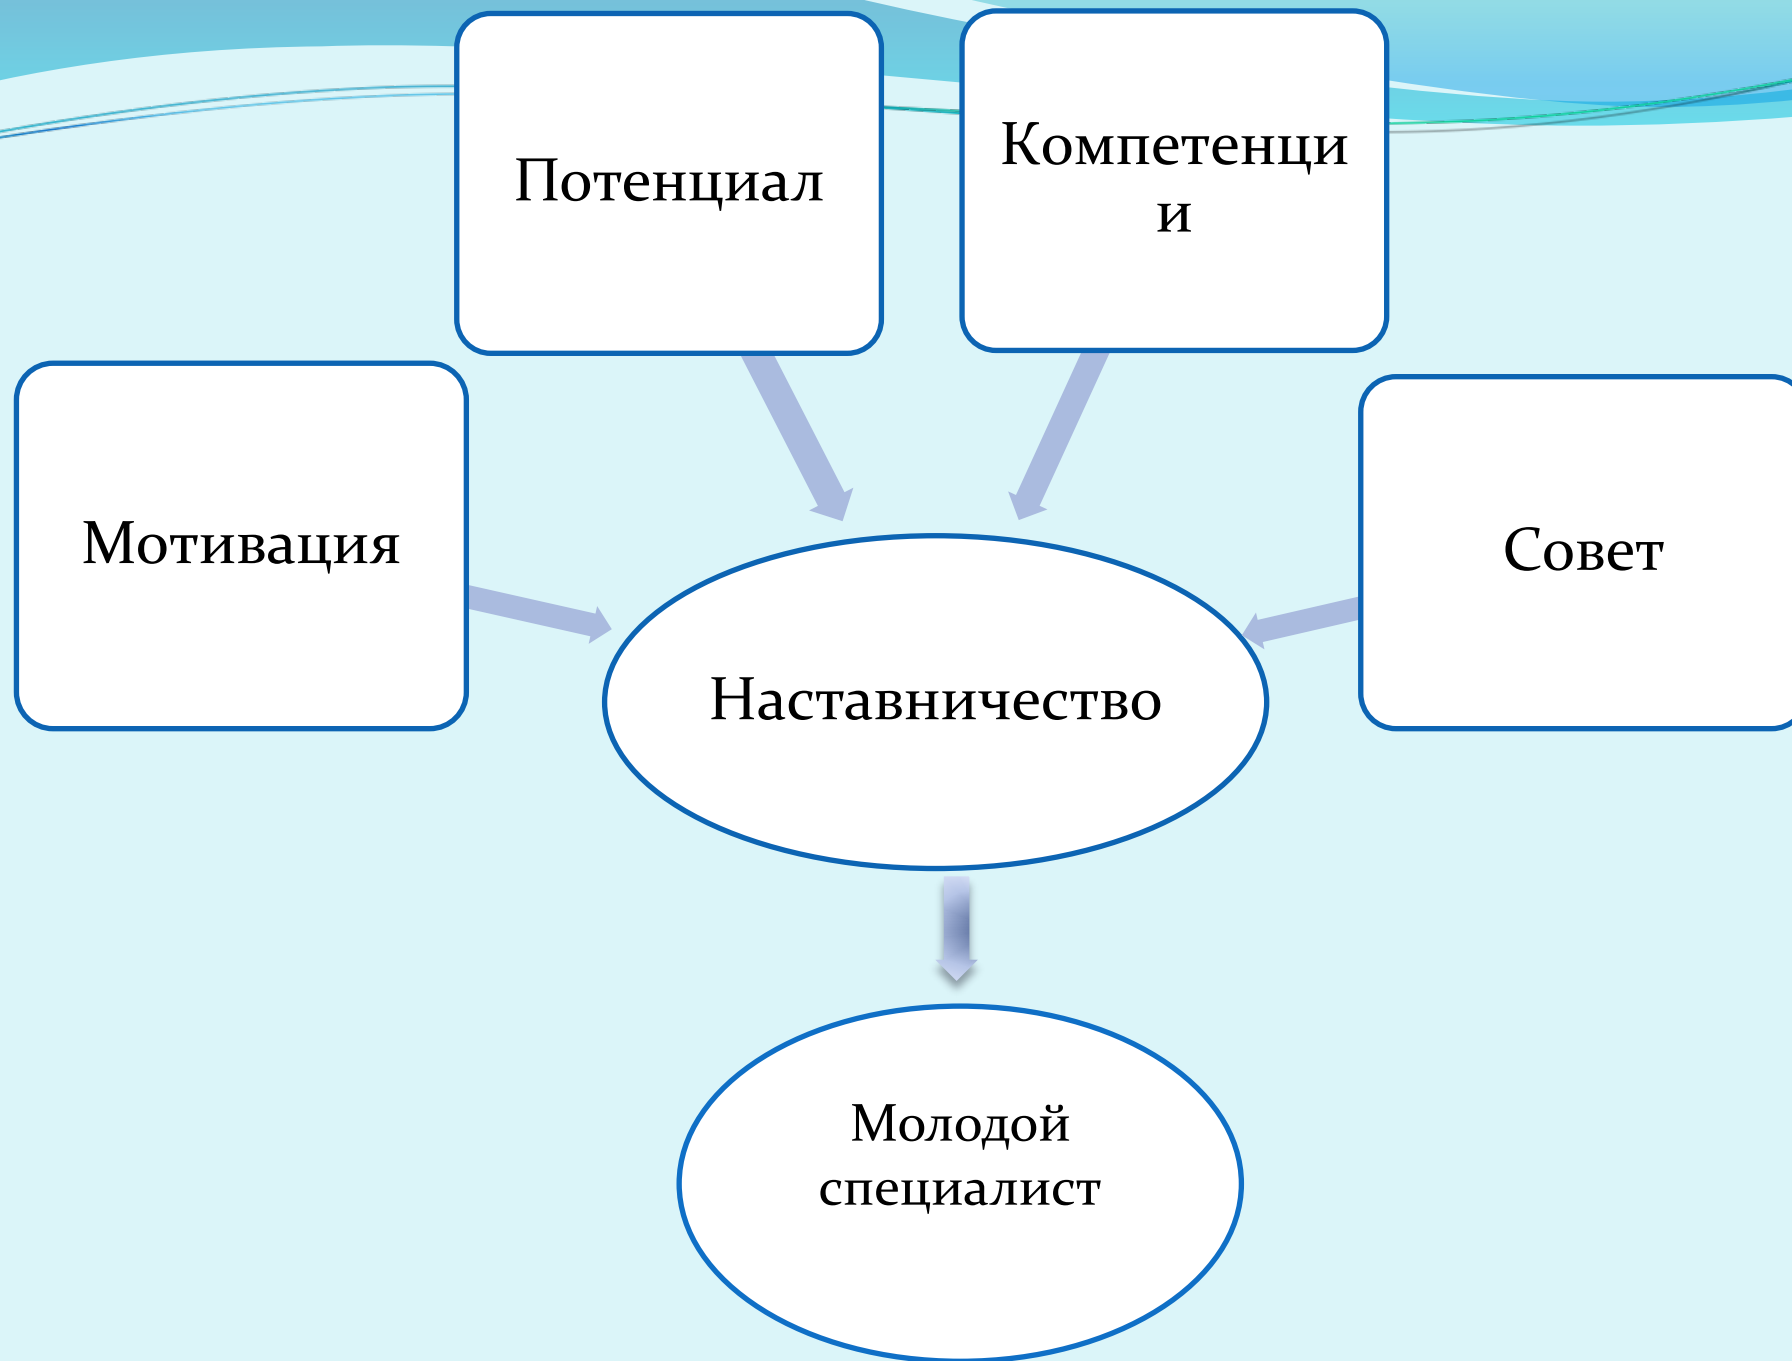 Потенциал
Компетенци
и
Мотивация
Совет
Наставничество
Молодой
специалист